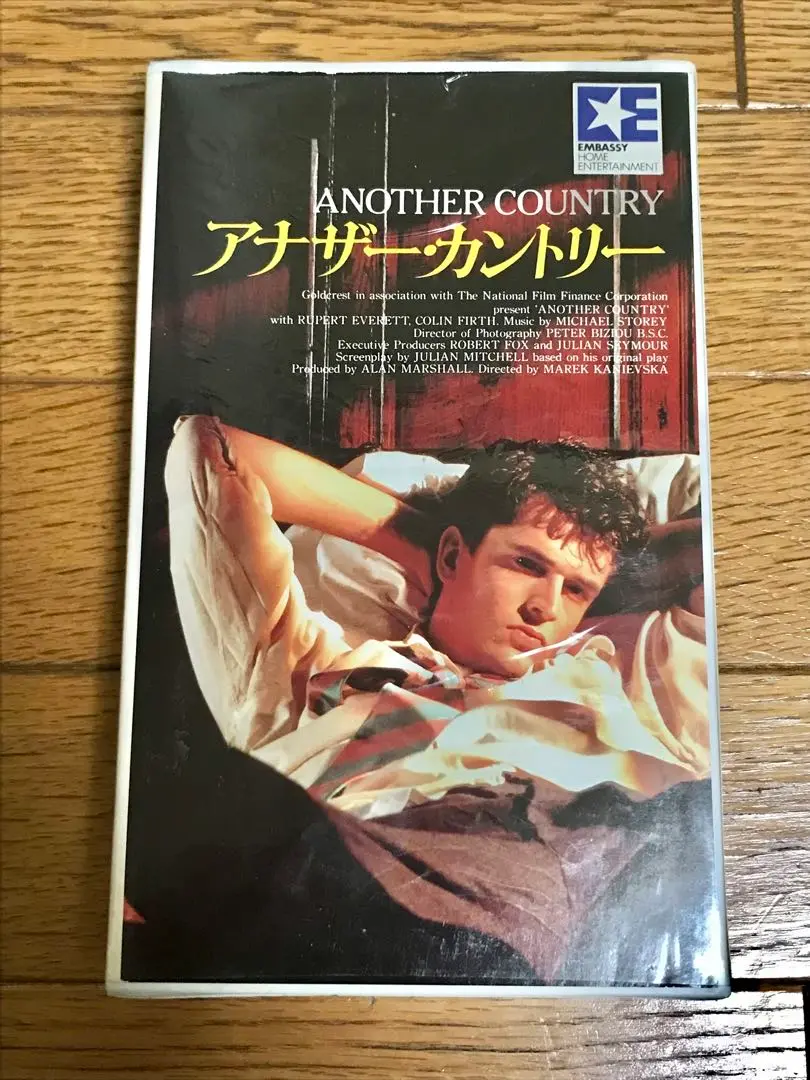 EMBASSY
HOME
ENTERTAINMENT
ANOTHER COUNTRY
アナザー・カントリー
Goldcrest in association with The National Film Finance Corporation
present 'ANOTHER COUNTRY'
with RUPERT EVERETT, COLIN FIRTH. Music by MICHAEL STOREY
Director of Photography PETER BIZIOU B.S.C.
Executive Producers ROBERT FOX and JULIAN SEYMOUR
Screenplay by JULIAN MITCHELL based on his original play
Produced by ALAN MARSHALL. Directed by MAREK KANIEVSKA